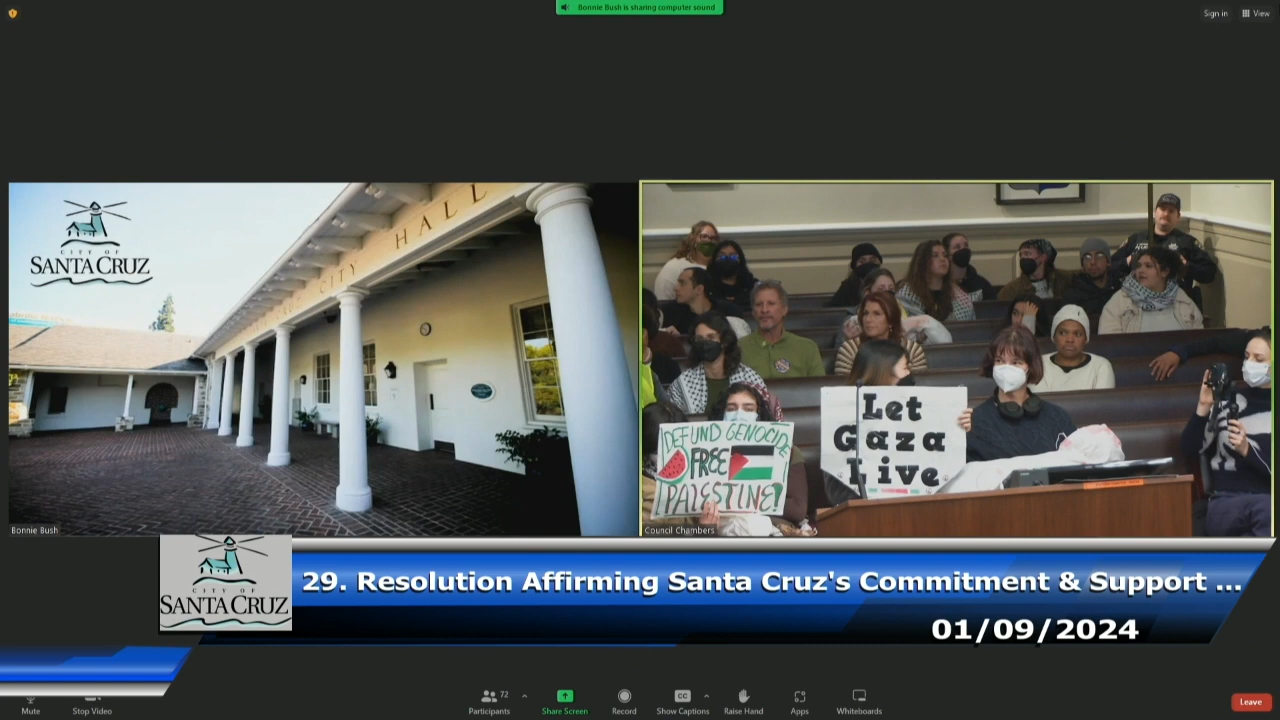 Bonnie Bush is sharing computer sound
Sign in
View
CITY OF
SANTA CRUZ
CITY HALL
Bonnie Bush
DEFUND GENOCIDE
FREE
PALESTINE!
Let
Gaza
Live
Council Chambers
CITY OF
SANTA CRUZ
29. Resolution Affirming Santa Cruz's Commitment & Support ...
01/09/2024
Mute
Stop Video
Participants
72
Share Screen
CC
Record
Show Captions
Raise Hand
Apps
Whiteboards
Leave